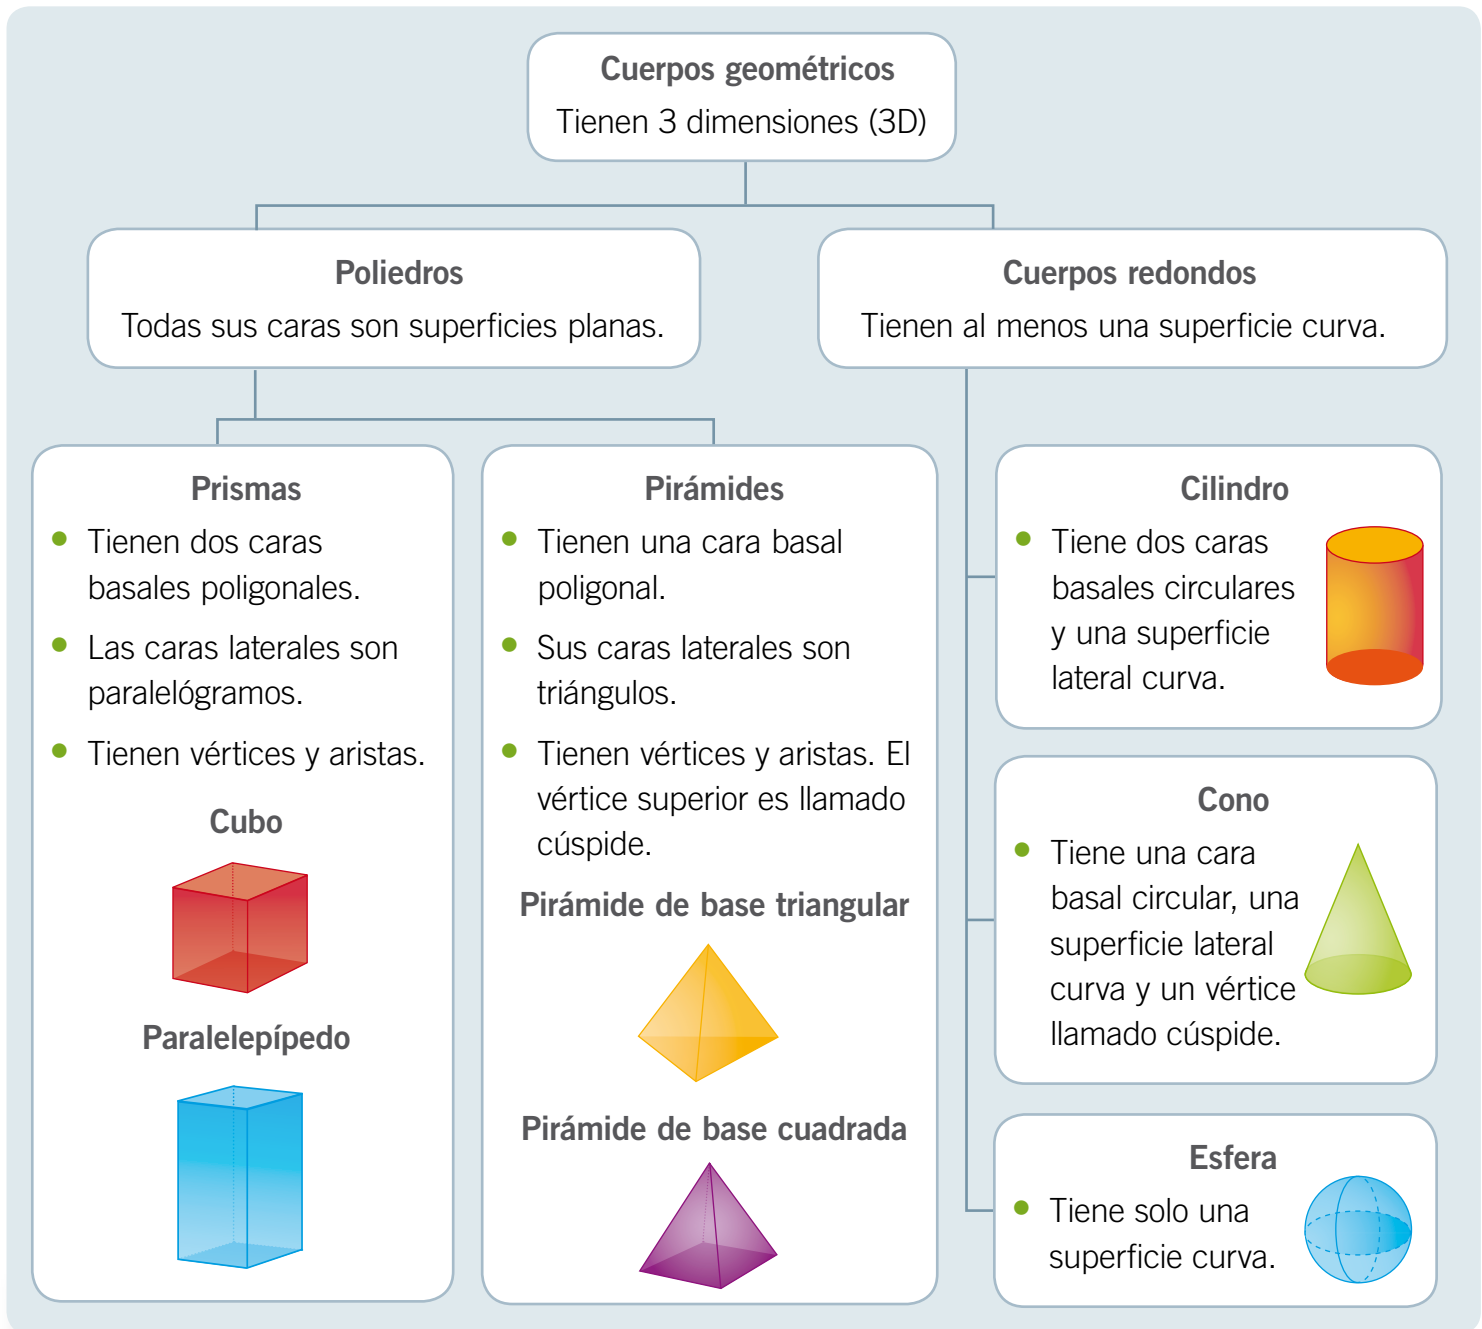 Cuerpos geométricos
Tienen 3 dimensiones (3D)
Poliedros
Todas sus caras son superficies planas.
Cuerpos redondos
Tienen al menos una superficie curva.
Prismas
Tienen dos caras
basales poligonales.
Las caras laterales son
paralelógramos.
Tienen vértices y aristas.
Cubo
Paralelepípedo
Pirámides
Tienen una cara basal
poligonal.
Sus caras laterales son
triángulos.
Tienen vértices y aristas. El
vértice superior es llamado
cúspide.
Pirámide de base triangular
Pirámide de base cuadrada
Cilindro
Tiene dos caras
basales circulares
y una superficie
lateral curva.
Cono
Tiene una cara
basal circular, una
superficie lateral
curva y un vértice
llamado cúspide.
Esfera
Tiene solo una
superficie curva.